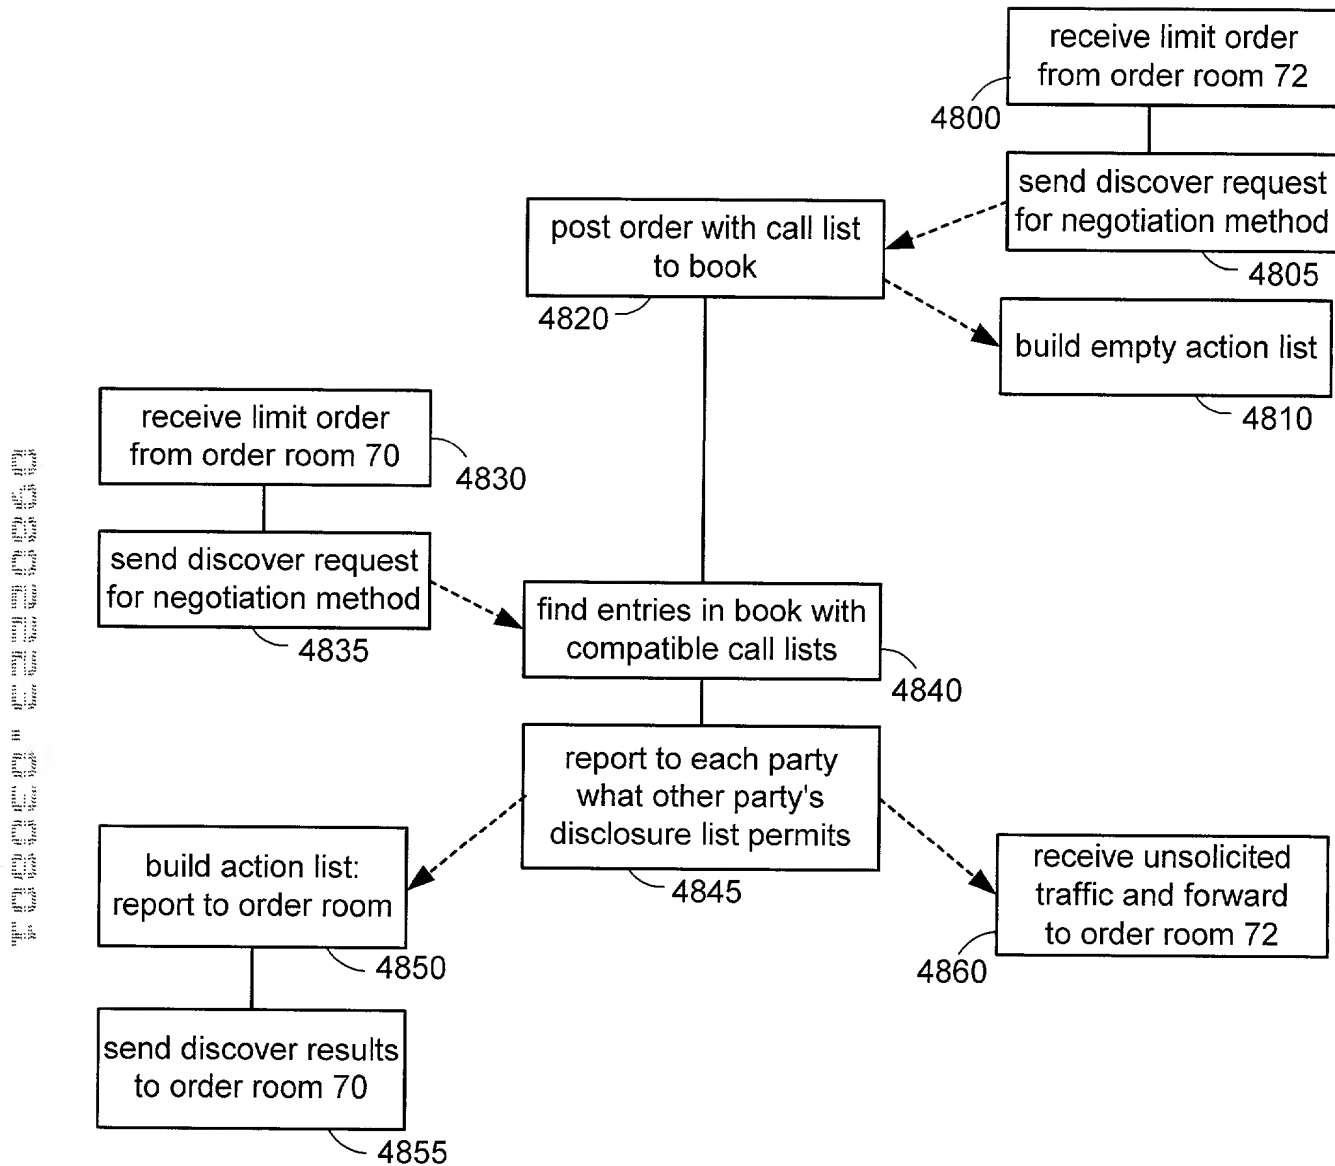 receive limit order
from order room 72
4800
send discover request
for negotiation method
4805
post order with call list
to book
4820
build empty action list
4810
receive limit order
from order room 70
4830
send discover request
for negotiation method
4835
find entries in book with
compatible call lists
4840
report to each party
what other party's
disclosure list permits
4845
build action list:
report to order room
4850
receive unsolicited
traffic and forward
to order room 72
4860
send discover results
to order room 70
4855